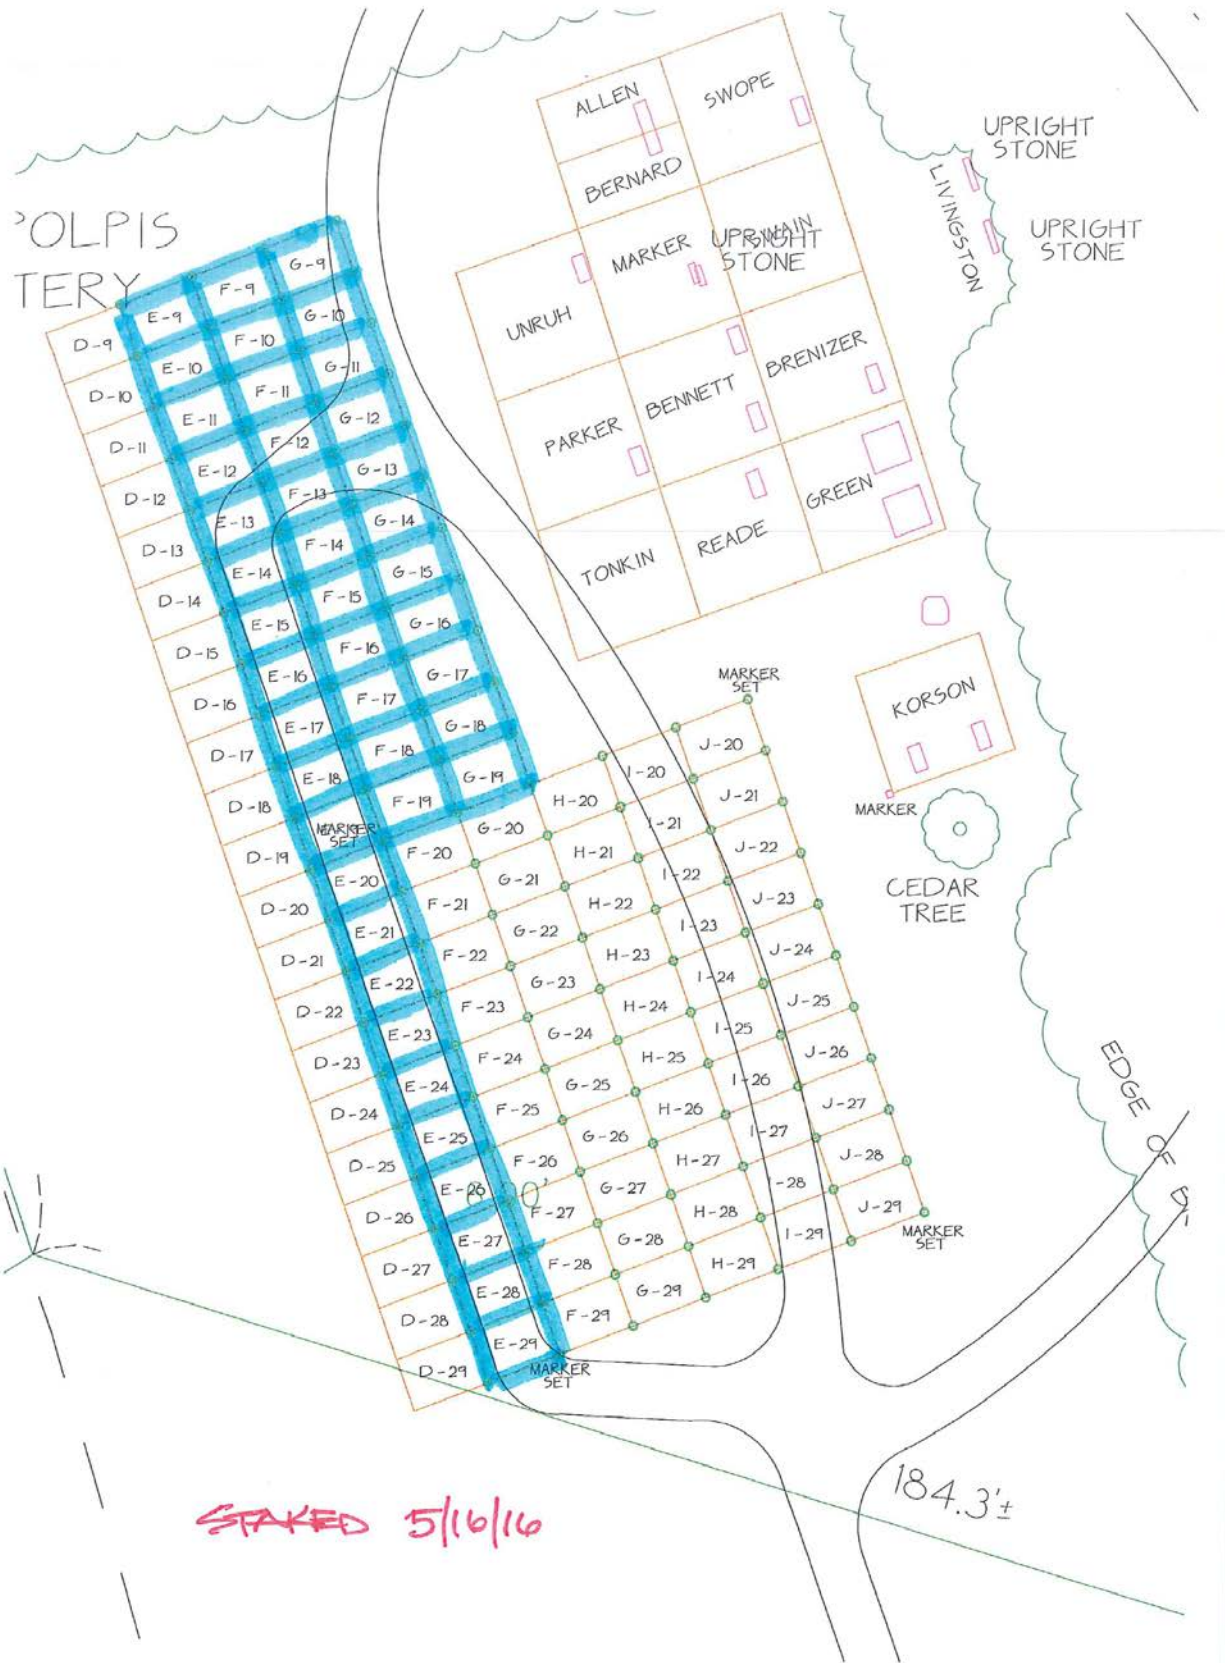 ALLEN
SWOPE
BERNARD
UPRIGHT
STONE
LIVINGSTON
UPRIGHT
STONE
'OLPIS
TERY
MARKER
UPRIGHT
STONE
SWAIN
UNRUH
BRENIZER
BENNETT
PARKER
GREEN
READE
TONKIN
KORSON
MARKER
CEDAR
TREE
MARKER
SET
D-9 E-9 F-9 G-9
D-10 E-10 F-10 G-10
D-11 E-11 F-11 G-11
D-12 E-12 F-12 G-12
D-13 E-13 F-13 G-13
D-14 E-14 F-14 G-14
D-15 E-15 F-15 G-15
D-16 E-16 F-16 G-16
D-17 E-17 F-17 G-17
D-18 E-18 F-18 G-18
D-19 F-19 G-19
MARKER
SET
D-20 E-20 F-20 G-20 H-20 I-20 J-20
D-21 E-21 F-21 G-21 H-21 I-21 J-21
D-22 E-22 F-22 G-22 H-22 I-22 J-22
D-23 E-23 F-23 G-23 H-23 I-23 J-23
D-24 E-24 F-24 G-24 H-24 I-24 J-24
D-25 E-25 F-25 G-25 H-25 I-25 J-25
D-26 E-26 F-26 G-26 H-26 I-26 J-26
D-27 E-27 F-27 G-27 H-27 I-27 J-27
D-28 E-28 F-28 G-28 H-28 I-28 J-28
D-29 E-29 F-29 G-29 H-29 I-29 J-29
MARKER
SET
MARKER
SET
EDGE OF
184.3'±
STAKED 5/16/16